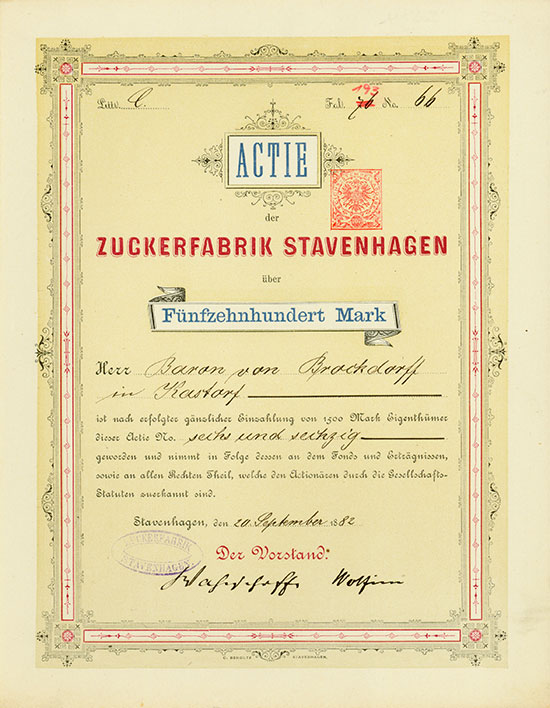 Littr. C. Fol. 76 193 No. 66
ACTIE
der
ZUCKERFABRIK STAVENHAGEN
über
Fünfzehnhundert Mark
Herr Baron von Brockdorff
in Kastorf
ist nach erfolgter gänzlicher Einzahlung von 1500 Mark Eigenthümer
dieser Actie No. sechs und sechzig
geworden und nimmt in Folge dessen an dem Fonds und Erträgnissen,
sowie an allen Rechten Theil, welche den Actionären durch die Gesellschafts-
Statuten zuerkannt sind.
Stavenhagen, den 20. September 1882
ZUCKERFABRIK
STAVENHAGEN
Der Vorstand:
STAVENHAGEN.